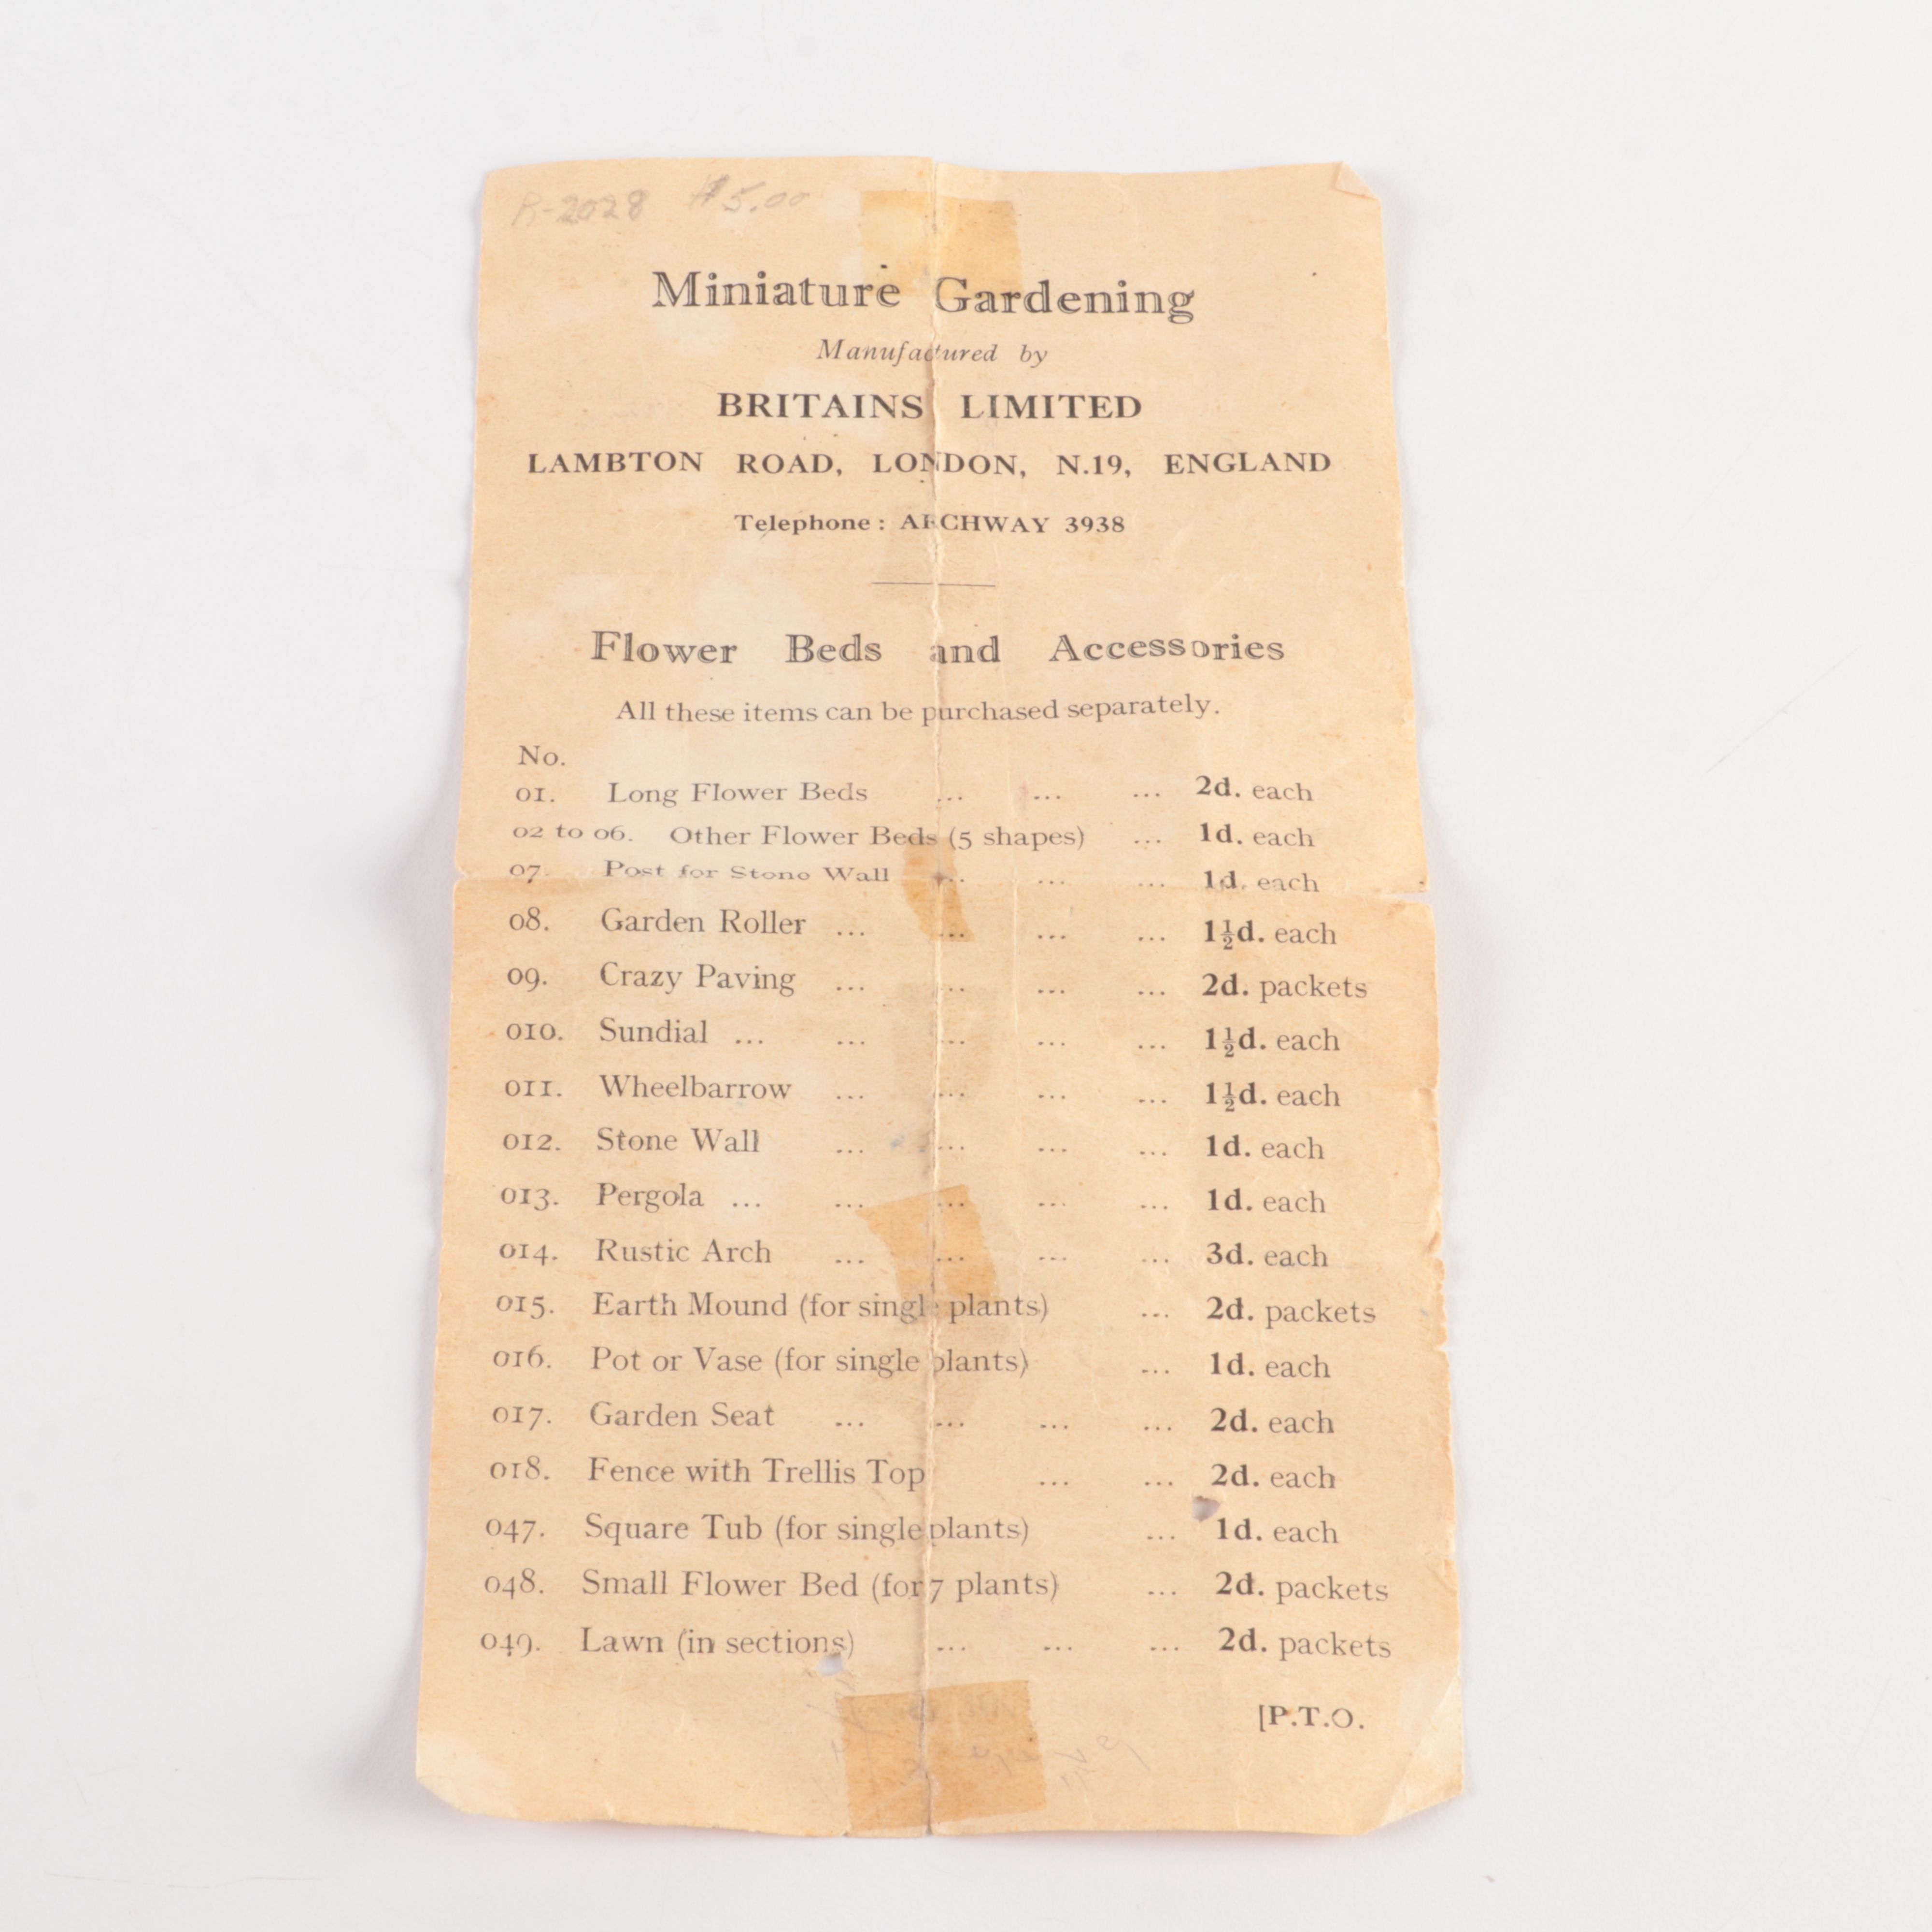 R-2028 $5.00
Miniature Gardening
Manufactured by
BRITAINS LIMITED
LAMBTON ROAD, LONDON, N.19, ENGLAND
Telephone: ARCHWAY 3938
Flower Beds and Accessories
All these items can be purchased separately.
No.
01. Long Flower Beds ... ... ... 2d. each
02 to 06. Other Flower Beds (5 shapes) ... 1d. each
07. Post for Stone Wall ... ... ... 1d. each
08. Garden Roller ... ... ... ... 1½d. each
09. Crazy Paving ... ... ... ... 2d. packets
010. Sundial ... ... ... ... ... 1½d. each
011. Wheelbarrow ... ... ... ... 1½d. each
012. Stone Wall ... ... ... ... 1d. each
013. Pergola ... ... ... ... ... 1d. each
014. Rustic Arch ... ... ... ... 3d. each
015. Earth Mound (for single plants) ... 2d. packets
016. Pot or Vase (for single plants) ... 1d. each
017. Garden Seat ... ... ... ... 2d. each
018. Fence with Trellis Top ... ... 2d. each
047. Square Tub (for single plants) ... 1d. each
048. Small Flower Bed (for 7 plants) ... 2d. packets
049. Lawn (in sections) ... ... ... 2d. packets
[P.T.O.